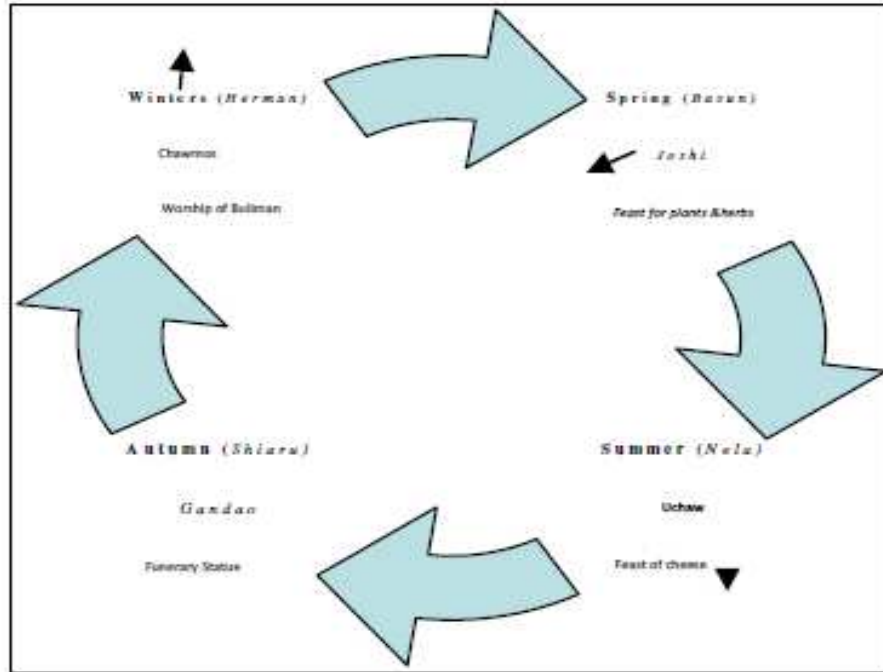 Winters (Herman)
Chawmos
Worship of Baliman
Spring (Basun)
Joshi
Feast for plants &herbs
Summer (Nela)
Uchaw
Feast of cheese
Autumn (Shiaru)
Gandao
Funerary Statue